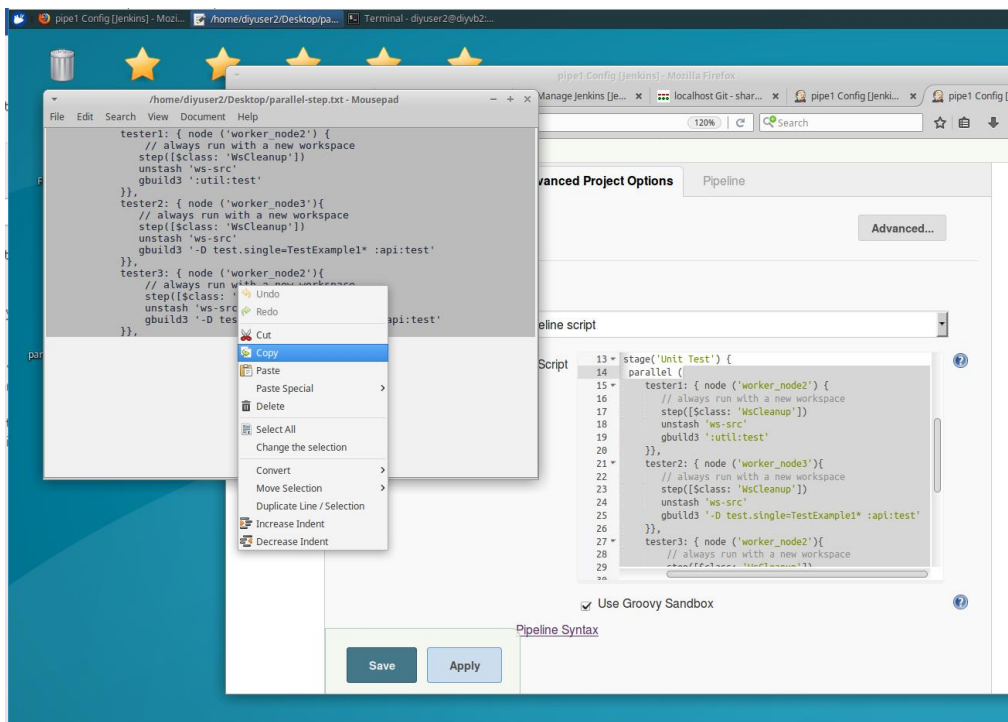 pipe1 Config [Jenkins] - Mozi...
/home/diyuser2/Desktop/pa...
Terminal - diyuser2@diyvb2:...
pipe1 Config [Jenkins] - Mozilla Firefox
/home/diyuser2/Desktop/parallel-step.txt - Mousepad
File Edit Search View Document Help
tester1: { node ('worker_node2') {
// always run with a new workspace
step([$class: 'WsCleanup'])
unstash 'ws-src'
gbuild3 ':util:test'
}},
tester2: { node ('worker_node3'){
// always run with a new workspace
step([$class: 'WsCleanup'])
unstash 'ws-src'
gbuild3 '-D test.single=TestExample1* :api:test'
}},
tester3: { node ('worker_node2'){
// always run with a new workspace
step([$class: '
unstash 'ws-src
gbuild3 '-D tes
api:test'
}},
Undo
Redo
Cut
Copy
Paste
Paste Special
Delete
Select All
Change the selection
Convert
Move Selection
Duplicate Line / Selection
Increase Indent
Decrease Indent
Manage Jenkins [Je...
localhost Git - shar...
pipe1 Config [Jenki...
pipe1 Config [
120%
Search
vanced Project Options
Pipeline
Advanced...
eline script
Script
13 stage('Unit Test') {
14 parallel (
15 tester1: { node ('worker_node2') {
16 // always run with a new workspace
17 step([$class: 'WsCleanup'])
18 unstash 'ws-src'
19 gbuild3 ':util:test'
20 }},
21 tester2: { node ('worker_node3'){
22 // always run with a new workspace
23 step([$class: 'WsCleanup'])
24 unstash 'ws-src'
25 gbuild3 '-D test.single=TestExample1* :api:test'
26 }},
27 tester3: { node ('worker_node2'){
28 // always run with a new workspace
29 step([$class: 'WsCleanup'])
30
Use Groovy Sandbox
Pipeline Syntax
Save
Apply
par